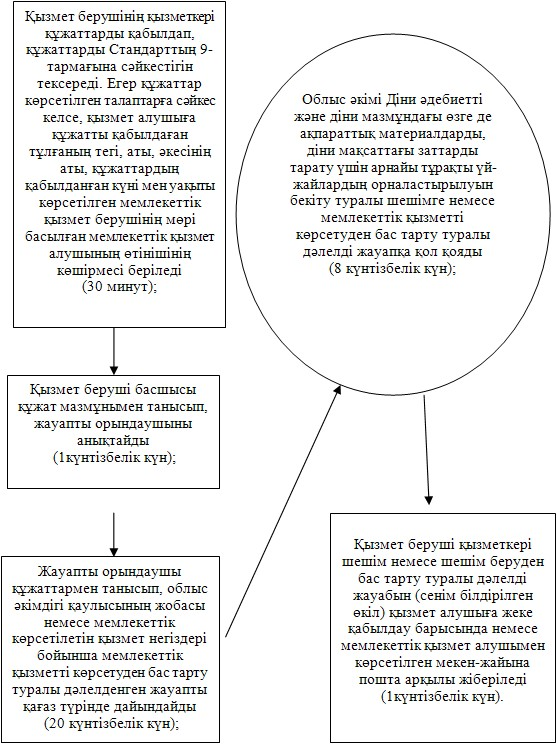 Қызмет берушінің қызметкері
құжаттарды қабылдап,
құжаттарды Стандарттың 9-
тармағына сәйкестігін
тексереді. Егер құжаттар
көрсетілген талаптарға сәйкес
келсе, қызмет алушыға
құжатты қабылдаған
тұлғаның тегі, аты, әкесінің
аты, құжаттардың
қабылданған күні мен уақыты
көрсетілген мемлекеттік
қызмет берушінің мөрі
басылған мемлекеттік қызмет
алушының өтінішінің
көшірмесі беріледі
(30 минут);
Қызмет беруші басшысы
құжат мазмұнымен танысып,
жауапты орындаушыны
анықтайды
(1күнтізбелік күн);
Жауапты орындаушы
құжаттармен танысып, облыс
әкімдігі қаулысының жобасы
немесе мемлекеттік
көрсетілетін қызмет негіздері
бойынша мемлекеттік
қызметті көрсетуден бас тарту
туралы дәлелденген жауапты
қағаз түрінде дайындайды
(20 күнтізбелік күн);
Облыс әкімі Діни әдебиетті
және діни мазмұндағы өзге де
ақпараттық материалдарды,
діни мақсаттағы заттарды
тарату үшін арнайы тұрақты үй-
жайлардың орналастырылуын
бекіту туралы шешімге немесе
мемлекеттік қызметті
көрсетуден бас тарту туралы
дәлелді жауапқа қол қояды
(8 күнтізбелік күн);
Қызмет беруші қызметкері
шешім немесе шешім беруден
бас тарту туралы дәлелді
жауабын (сенім білдірілген
өкіл) қызмет алушыға жеке
қабылдау барысында немесе
мемлекеттік қызмет алушымен
көрсетілген мекен-жайына
пошта арқылы жіберіледі
(1күнтізбелік күн).